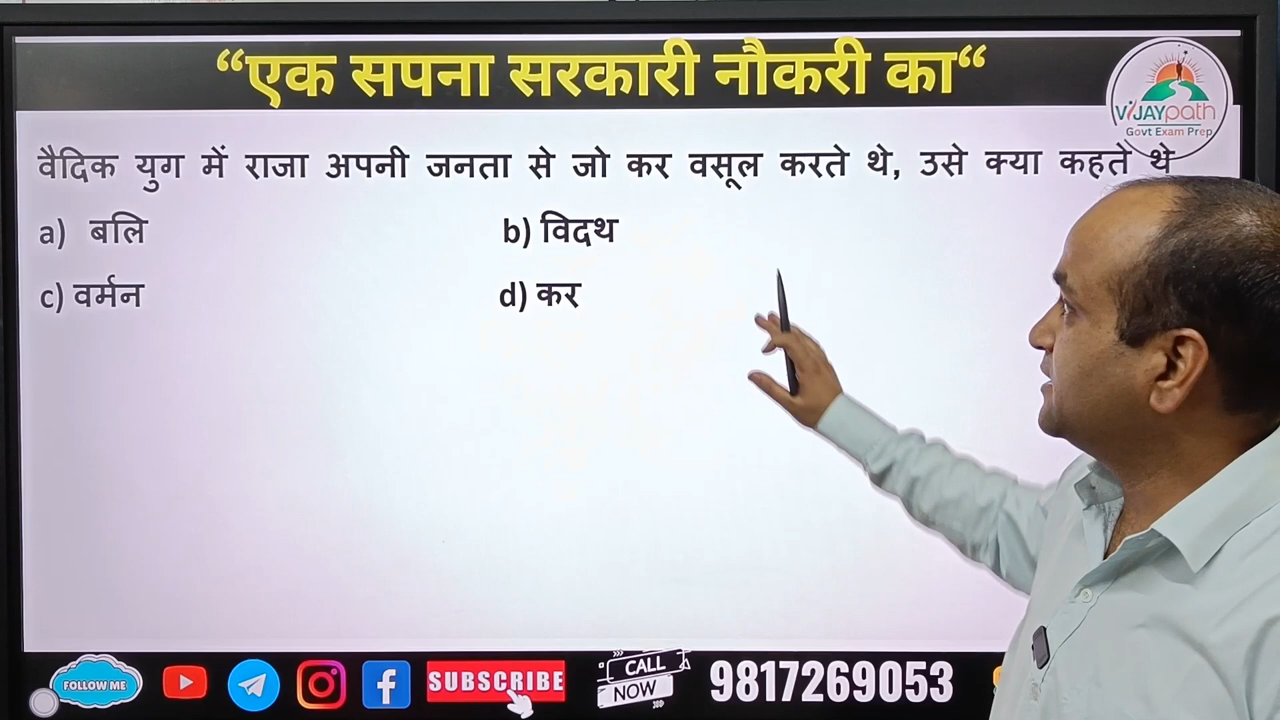 “एक सपना सरकारी नौकरी का“
VIJAYpath
Govt Exam Prep
वैदिक युग में राजा अपनी जनता से जो कर वसूल करते थे, उसे क्या कहते थे
a) बलि
b) विदथ
c) वर्मन
d) कर
FOLLOW ME
SUBSCRIBE
CALL
NOW
9817269053